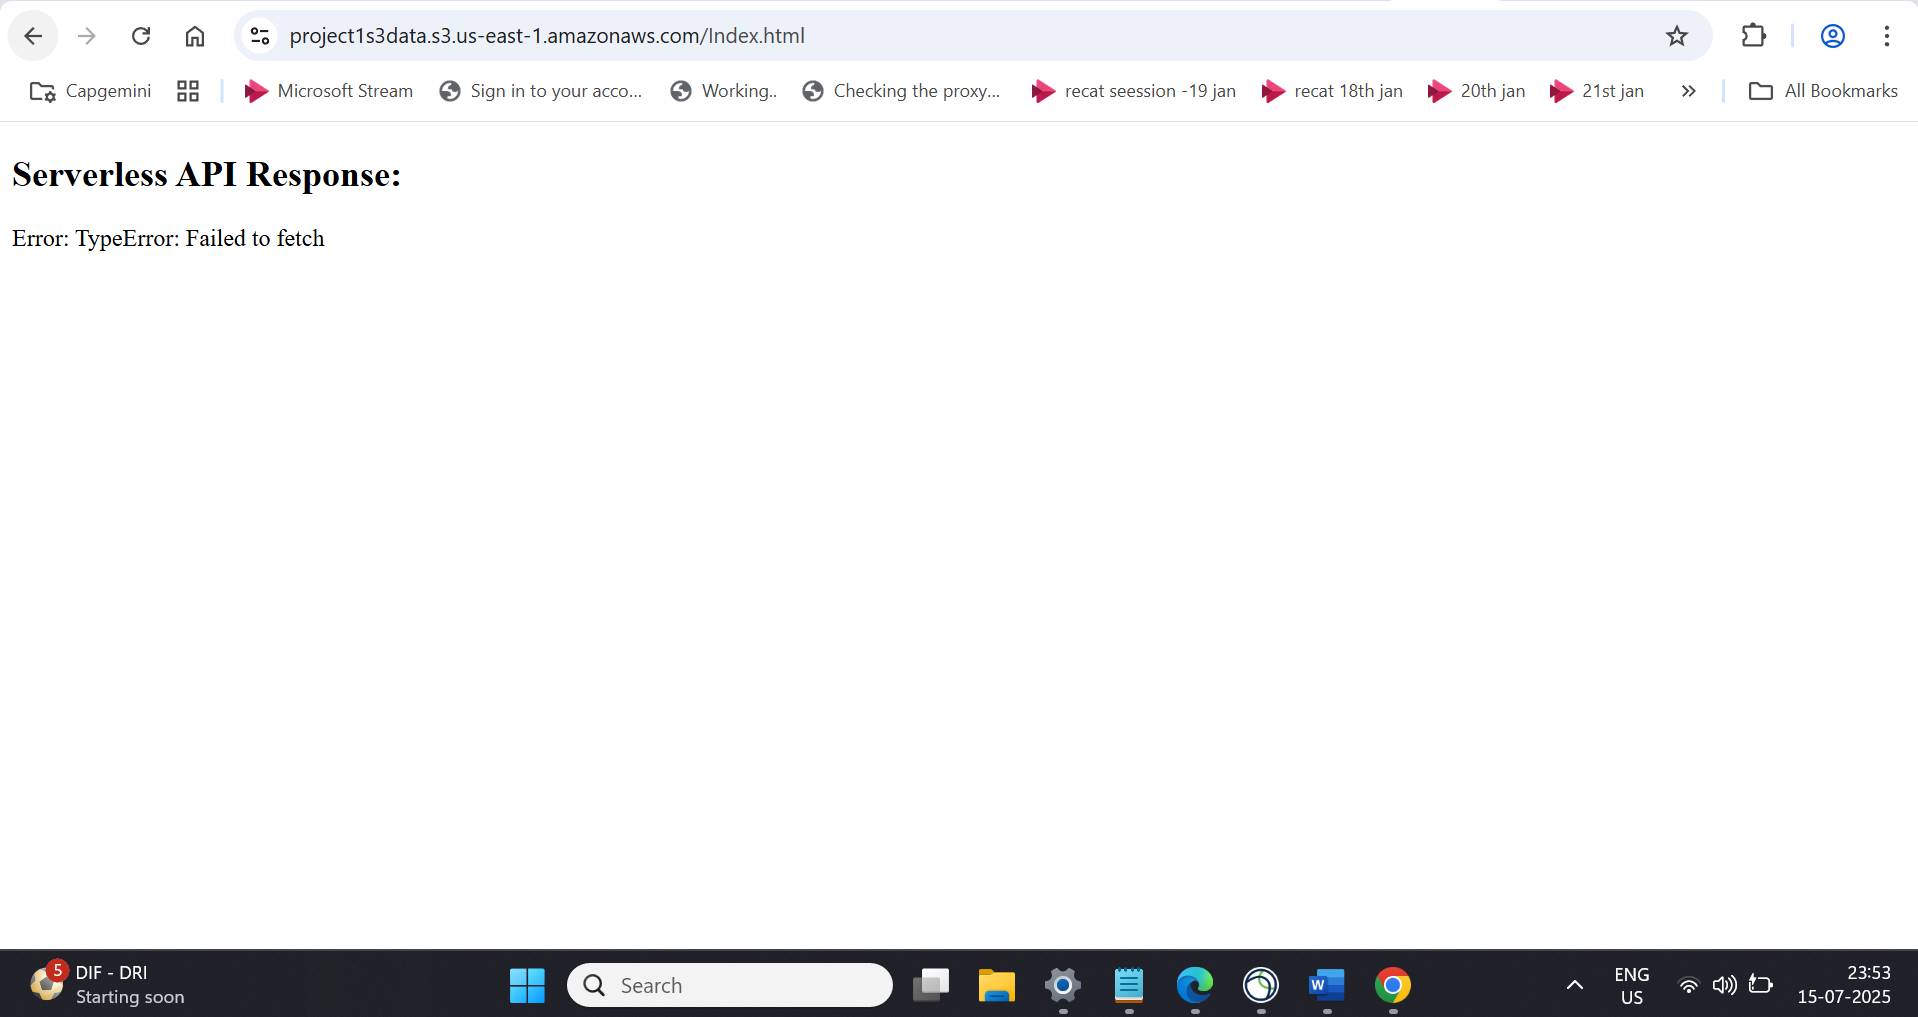 project1s3data.s3.us-east-1.amazonaws.com/Index.html
Capgemini Microsoft Stream Sign in to your acco... Working.. Checking the proxy... recat seession -19 jan recat 18th jan 20th jan 21st jan » All Bookmarks
Serverless API Response:
Error: TypeError: Failed to fetch
5
DIF - DRI
Starting soon
Search
W
ENG
US
23:53
15-07-2025